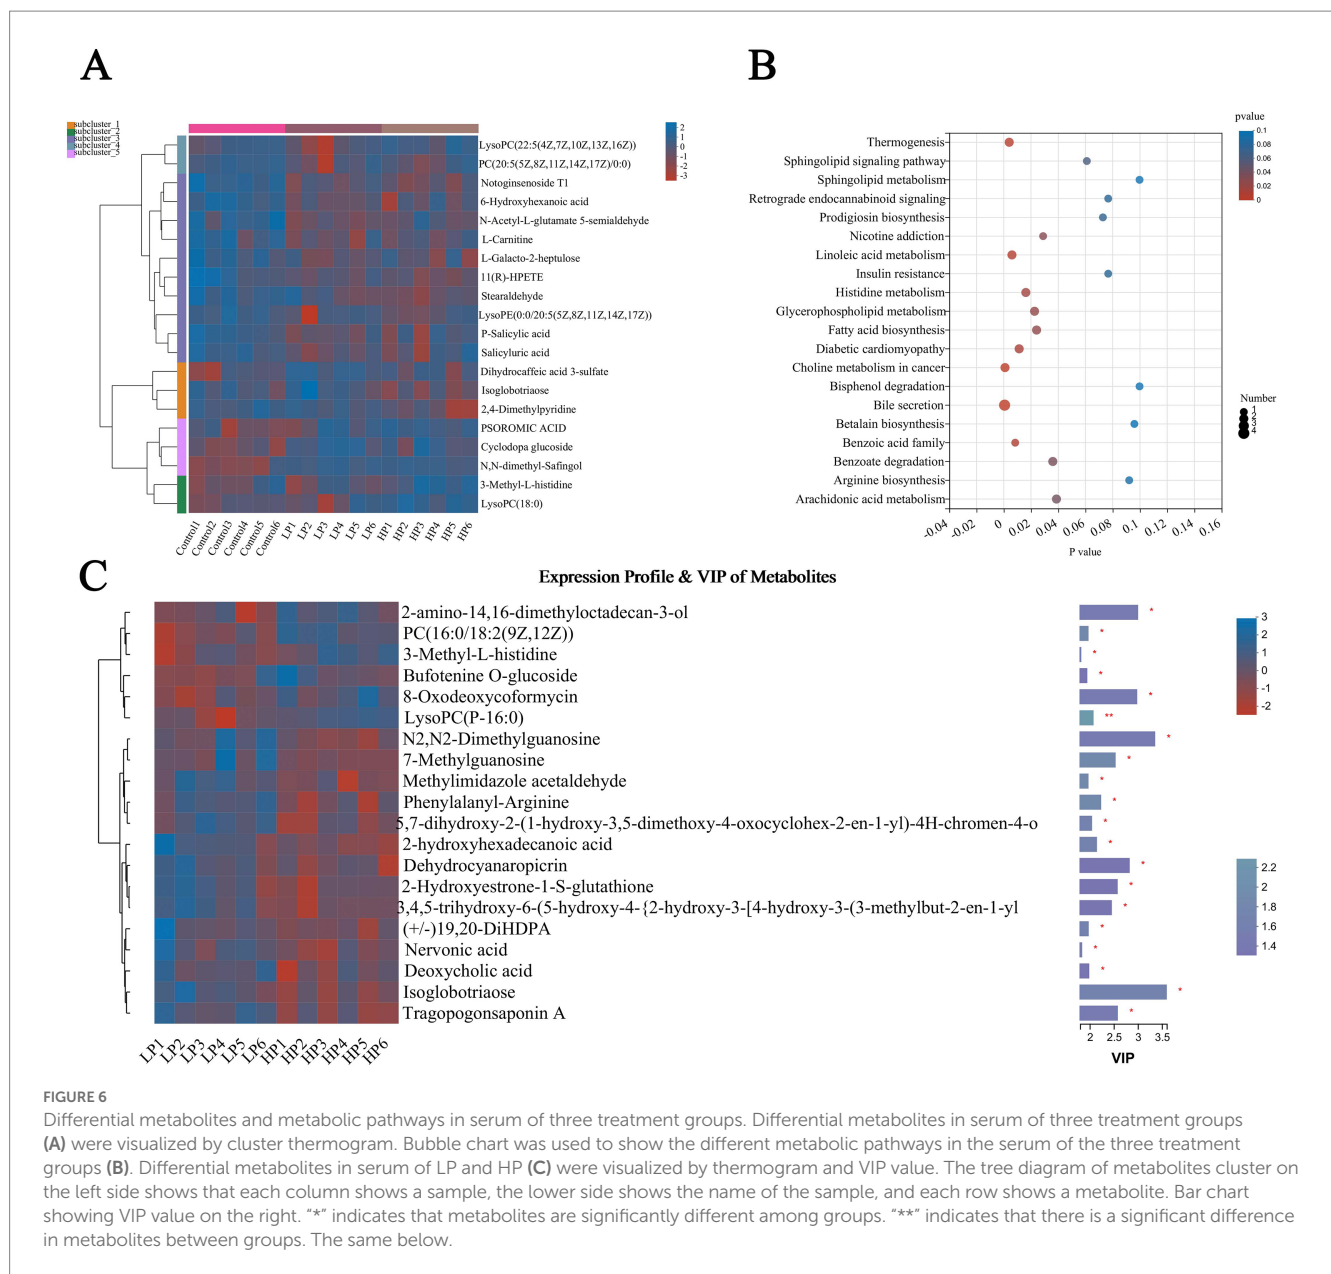 A
subcluster_1
subcluster_2
subcluster_3
subcluster_4
subcluster_5
2
1
0
-1
-2
-3
LysoPC(22:5(4Z,7Z,10Z,13Z,16Z))
PC(20:5(5Z,8Z,11Z,14Z,17Z)/0:0)
Notoginsenoside T1
6-Hydroxyhexanoic acid
N-Acetyl-L-glutamate 5-semialdehyde
L-Carnitine
L-Galacto-2-heptulose
11(R)-HPETE
Stearaldehyde
LysoPE(0:0/20:5(5Z,8Z,11Z,14Z,17Z))
P-Salicylic acid
Salicyluric acid
Dihydrocaffeic acid 3-sulfate
Isoglobotriaose
2,4-Dimethylpyridine
PSOROMIC ACID
Cyclodopa glucoside
N,N-dimethyl-Safingol
3-Methyl-L-histidine
LysoPC(18:0)
Control1 Control2 Control3 Control4 Control5 Control6 LP1 LP2 LP3 LP4 LP5 LP6 HP1 HP2 HP3 HP4 HP5 HP6
B
Thermogenesis
Sphingolipid signaling pathway
Sphingolipid metabolism
Retrograde endocannabinoid signaling
Prodigiosin biosynthesis
Nicotine addiction
Linoleic acid metabolism
Insulin resistance
Histidine metabolism
Glycerophospholipid metabolism
Fatty acid biosynthesis
Diabetic cardiomyopathy
Choline metabolism in cancer
Bisphenol degradation
Bile secretion
Betalain biosynthesis
Benzoic acid family
Benzoate degradation
Arginine biosynthesis
Arachidonic acid metabolism
-0.04 -0.02 0 0.02 0.04 0.06 0.08 0.1 0.12 0.14 0.16
P value
pvalue
0.1
0.08
0.06
0.04
0.02
0
Number
1
2
3
4
C
Expression Profile & VIP of Metabolites
2-amino-14,16-dimethyloctadecan-3-ol *
PC(16:0/18:2(9Z,12Z)) *
3-Methyl-L-histidine *
Bufotenine O-glucoside *
8-Oxodeoxycoformycin *
LysoPC(P-16:0) **
N2,N2-Dimethylguanosine *
7-Methylguanosine *
Methylimidazole acetaldehyde *
Phenylalanyl-Arginine *
5,7-dihydroxy-2-(1-hydroxy-3,5-dimethoxy-4-oxocyclohex-2-en-1-yl)-4H-chromen-4-o *
2-hydroxyhexadecanoic acid *
Dehydrocyanaropicrin *
2-Hydroxyestrone-1-S-glutathione *
3,4,5-trihydroxy-6-(5-hydroxy-4-{2-hydroxy-3-[4-hydroxy-3-(3-methylbut-2-en-1-yl *
(+/-)19,20-DiHDPA *
Nervonic acid *
Deoxycholic acid *
Isoglobotriaose *
Tragopogonsaponin A *
LP1 LP2 LP3 LP4 LP5 LP6 HP1 HP2 HP3 HP4 HP5 HP6
2 2.5 3 3.5
VIP
3
2
1
0
-1
-2
2.2
2
1.8
1.6
1.4
FIGURE 6
Differential metabolites and metabolic pathways in serum of three treatment groups. Differential metabolites in serum of three treatment groups
(A) were visualized by cluster thermogram. Bubble chart was used to show the different metabolic pathways in the serum of the three treatment
groups (B). Differential metabolites in serum of LP and HP (C) were visualized by thermogram and VIP value. The tree diagram of metabolites cluster on
the left side shows that each column shows a sample, the lower side shows the name of the sample, and each row shows a metabolite. Bar chart
showing VIP value on the right. “*” indicates that metabolites are significantly different among groups. “**” indicates that there is a significant difference
in metabolites between groups. The same below.